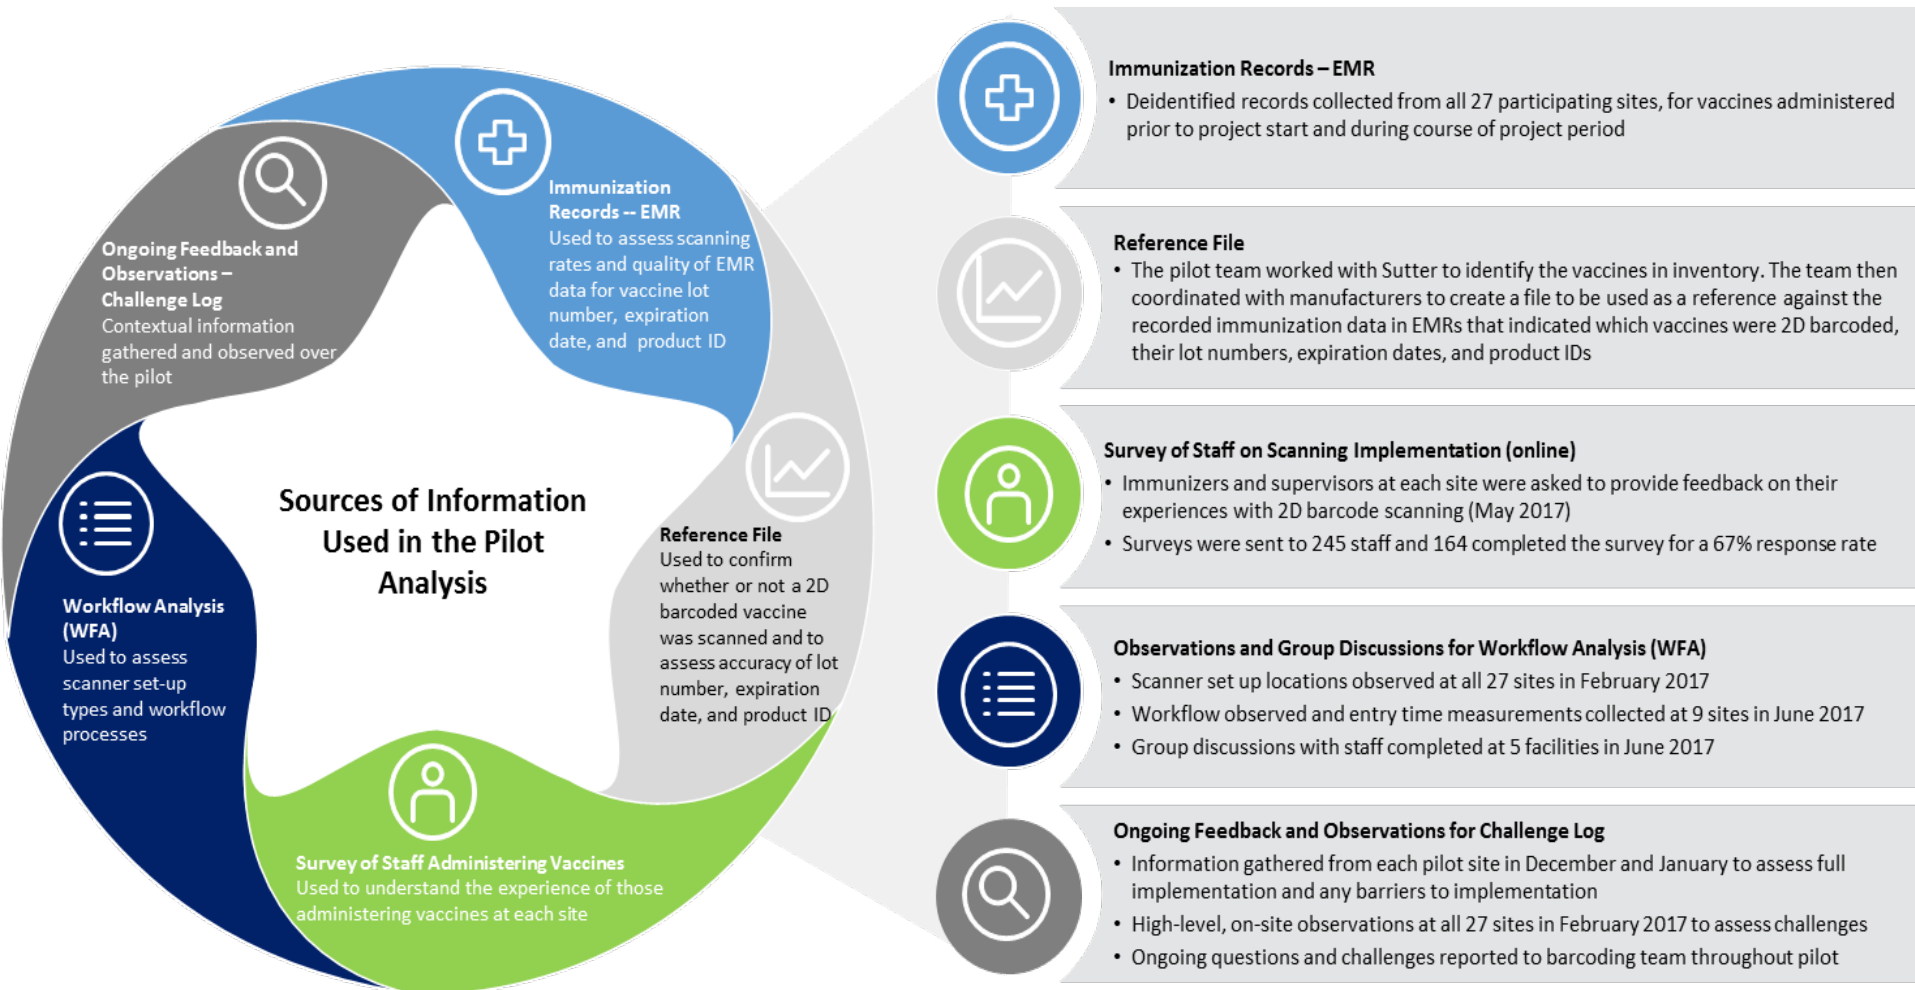 Immunization
Records -- EMR
Used to assess scanning
rates and quality of EMR
data for vaccine lot
number, expiration
date, and product ID
Ongoing Feedback and
Observations –
Challenge Log
Contextual information
gathered and observed over
the pilot
Sources of Information
Used in the Pilot
Analysis
Reference File
Used to confirm
whether or not a 2D
barcoded vaccine
was scanned and to
assess accuracy of lot
number, expiration
date, and product ID
Workflow Analysis
(WFA)
Used to assess
scanner set-up
types and workflow
processes
Survey of Staff Administering Vaccines
Used to understand the experience of those
administering vaccines at each site
Immunization Records – EMR
• Deidentified records collected from all 27 participating sites, for vaccines administered
prior to project start and during course of project period
Reference File
• The pilot team worked with Sutter to identify the vaccines in inventory. The team then
coordinated with manufacturers to create a file to be used as a reference against the
recorded immunization data in EMRs that indicated which vaccines were 2D barcoded,
their lot numbers, expiration dates, and product IDs
Survey of Staff on Scanning Implementation (online)
• Immunizers and supervisors at each site were asked to provide feedback on their
experiences with 2D barcode scanning (May 2017)
• Surveys were sent to 245 staff and 164 completed the survey for a 67% response rate
Observations and Group Discussions for Workflow Analysis (WFA)
• Scanner set up locations observed at all 27 sites in February 2017
• Workflow observed and entry time measurements collected at 9 sites in June 2017
• Group discussions with staff completed at 5 facilities in June 2017
Ongoing Feedback and Observations for Challenge Log
• Information gathered from each pilot site in December and January to assess full
implementation and any barriers to implementation
• High-level, on-site observations at all 27 sites in February 2017 to assess challenges
• Ongoing questions and challenges reported to barcoding team throughout pilot